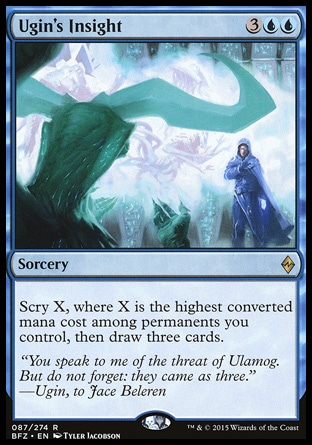 Ugin's Insight 3
Sorcery
Scry X, where X is the highest converted
mana cost among permanents you
control, then draw three cards.
“You speak to me of the threat of Ulamog.
But do not forget: they came as three.”
—Ugin, to Jace Beleren
087/274 R
BFZ • EN Tyler Jacobson
™ & © 2015 Wizards of the Coast